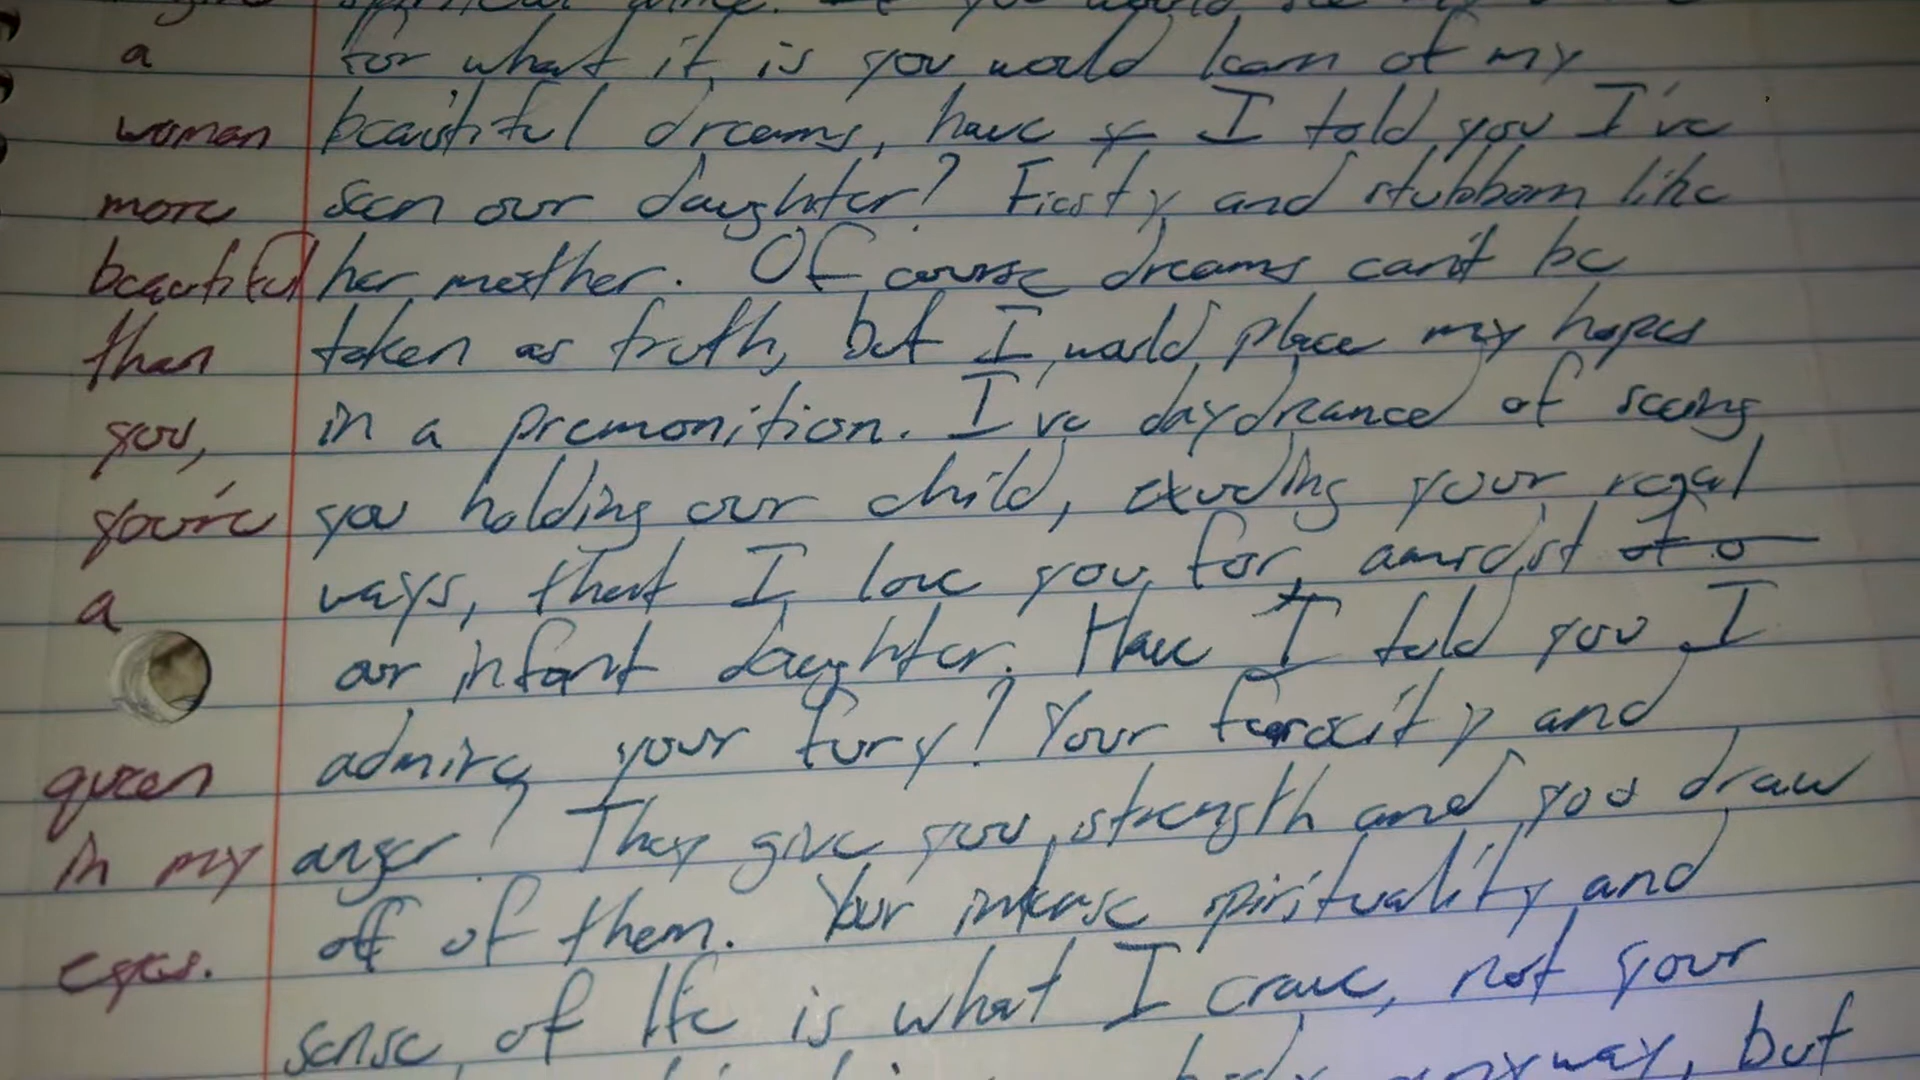 a for what it is you would learn of my
woman beautiful dreams, have I told you I've
more seen our daughter? Fiesty and stubborn like
beautiful her mother. Of course dreams can't be
than taken as truth, but I would place my hopes
you, in a premonition. I've daydreamed of seeing
you're you holding our child, exuding your regal
a ways, that I love you for, amidst
our infant daughter. Have I told you I
queen admire your fury? Your ferocity and
in my anger? They give you strength and you draw
eyes. off of them. Your intense spirituality and
sense of life is what I crave, not your
body anyway, but